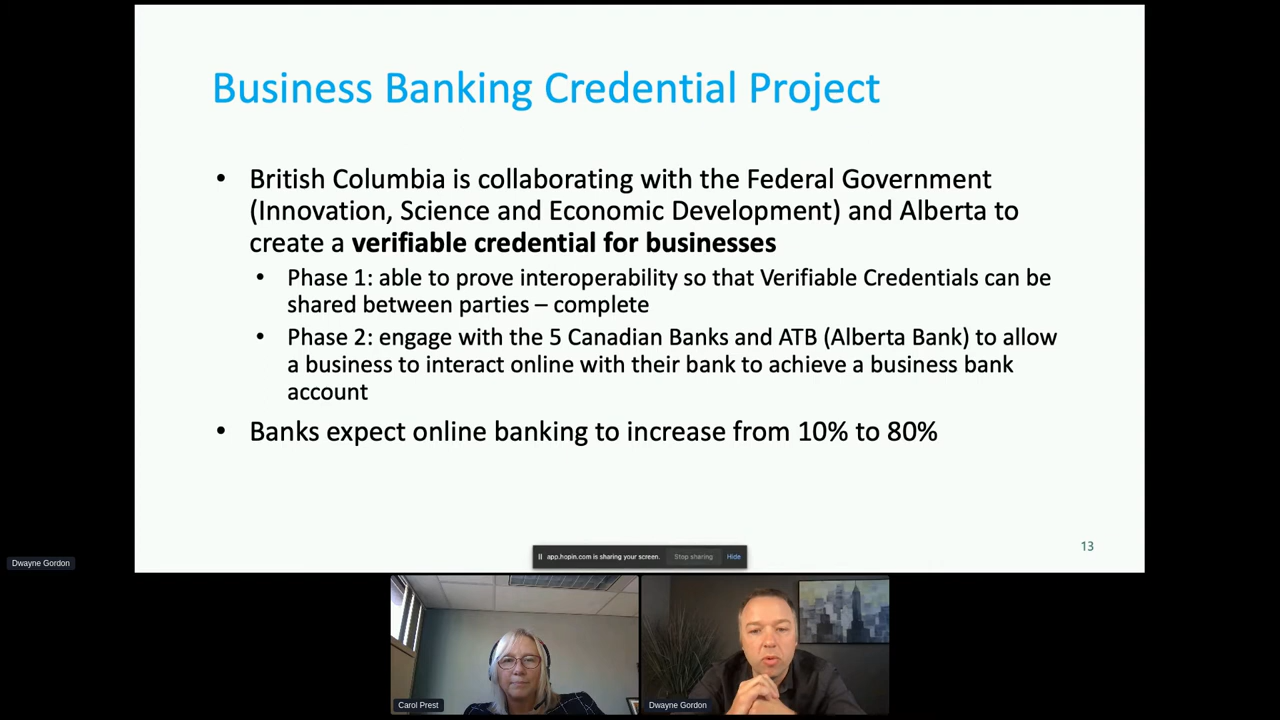 Business Banking Credential Project
• British Columbia is collaborating with the Federal Government
(Innovation, Science and Economic Development) and Alberta to
create a verifiable credential for businesses
• Phase 1: able to prove interoperability so that Verifiable Credentials can be
shared between parties – complete
• Phase 2: engage with the 5 Canadian Banks and ATB (Alberta Bank) to allow
a business to interact online with their bank to achieve a business bank
account
• Banks expect online banking to increase from 10% to 80%
13
app.hopin.com is sharing your screen. Stop sharing Hide
Dwayne Gordon
Carol Prest
Dwayne Gordon